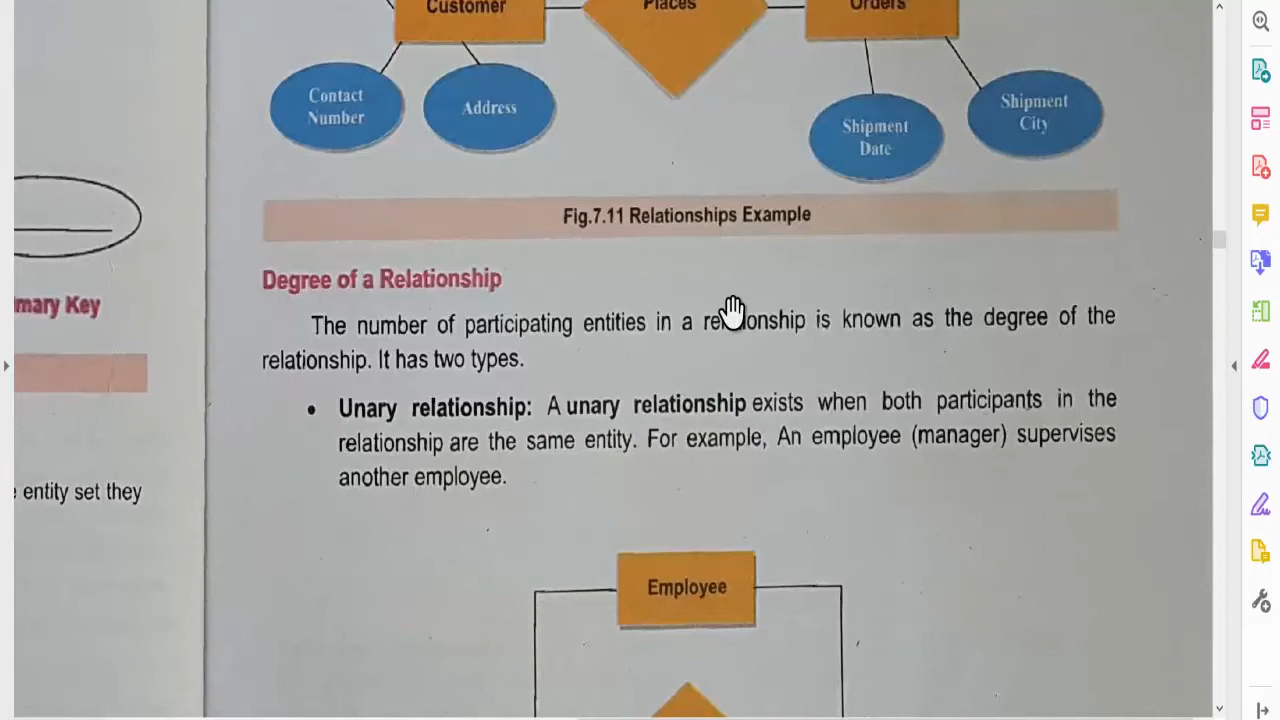 Customer
Places
Orders
Contact
Number
Address
Shipment
Date
Shipment
City
Fig.7.11 Relationships Example
imary Key
Degree of a Relationship
The number of participating entities in a relationship is known as the degree of the
relationship. It has two types.
• Unary relationship: A unary relationship exists when both participants in the
relationship are the same entity. For example, An employee (manager) supervises
another employee.
entity set they
Employee